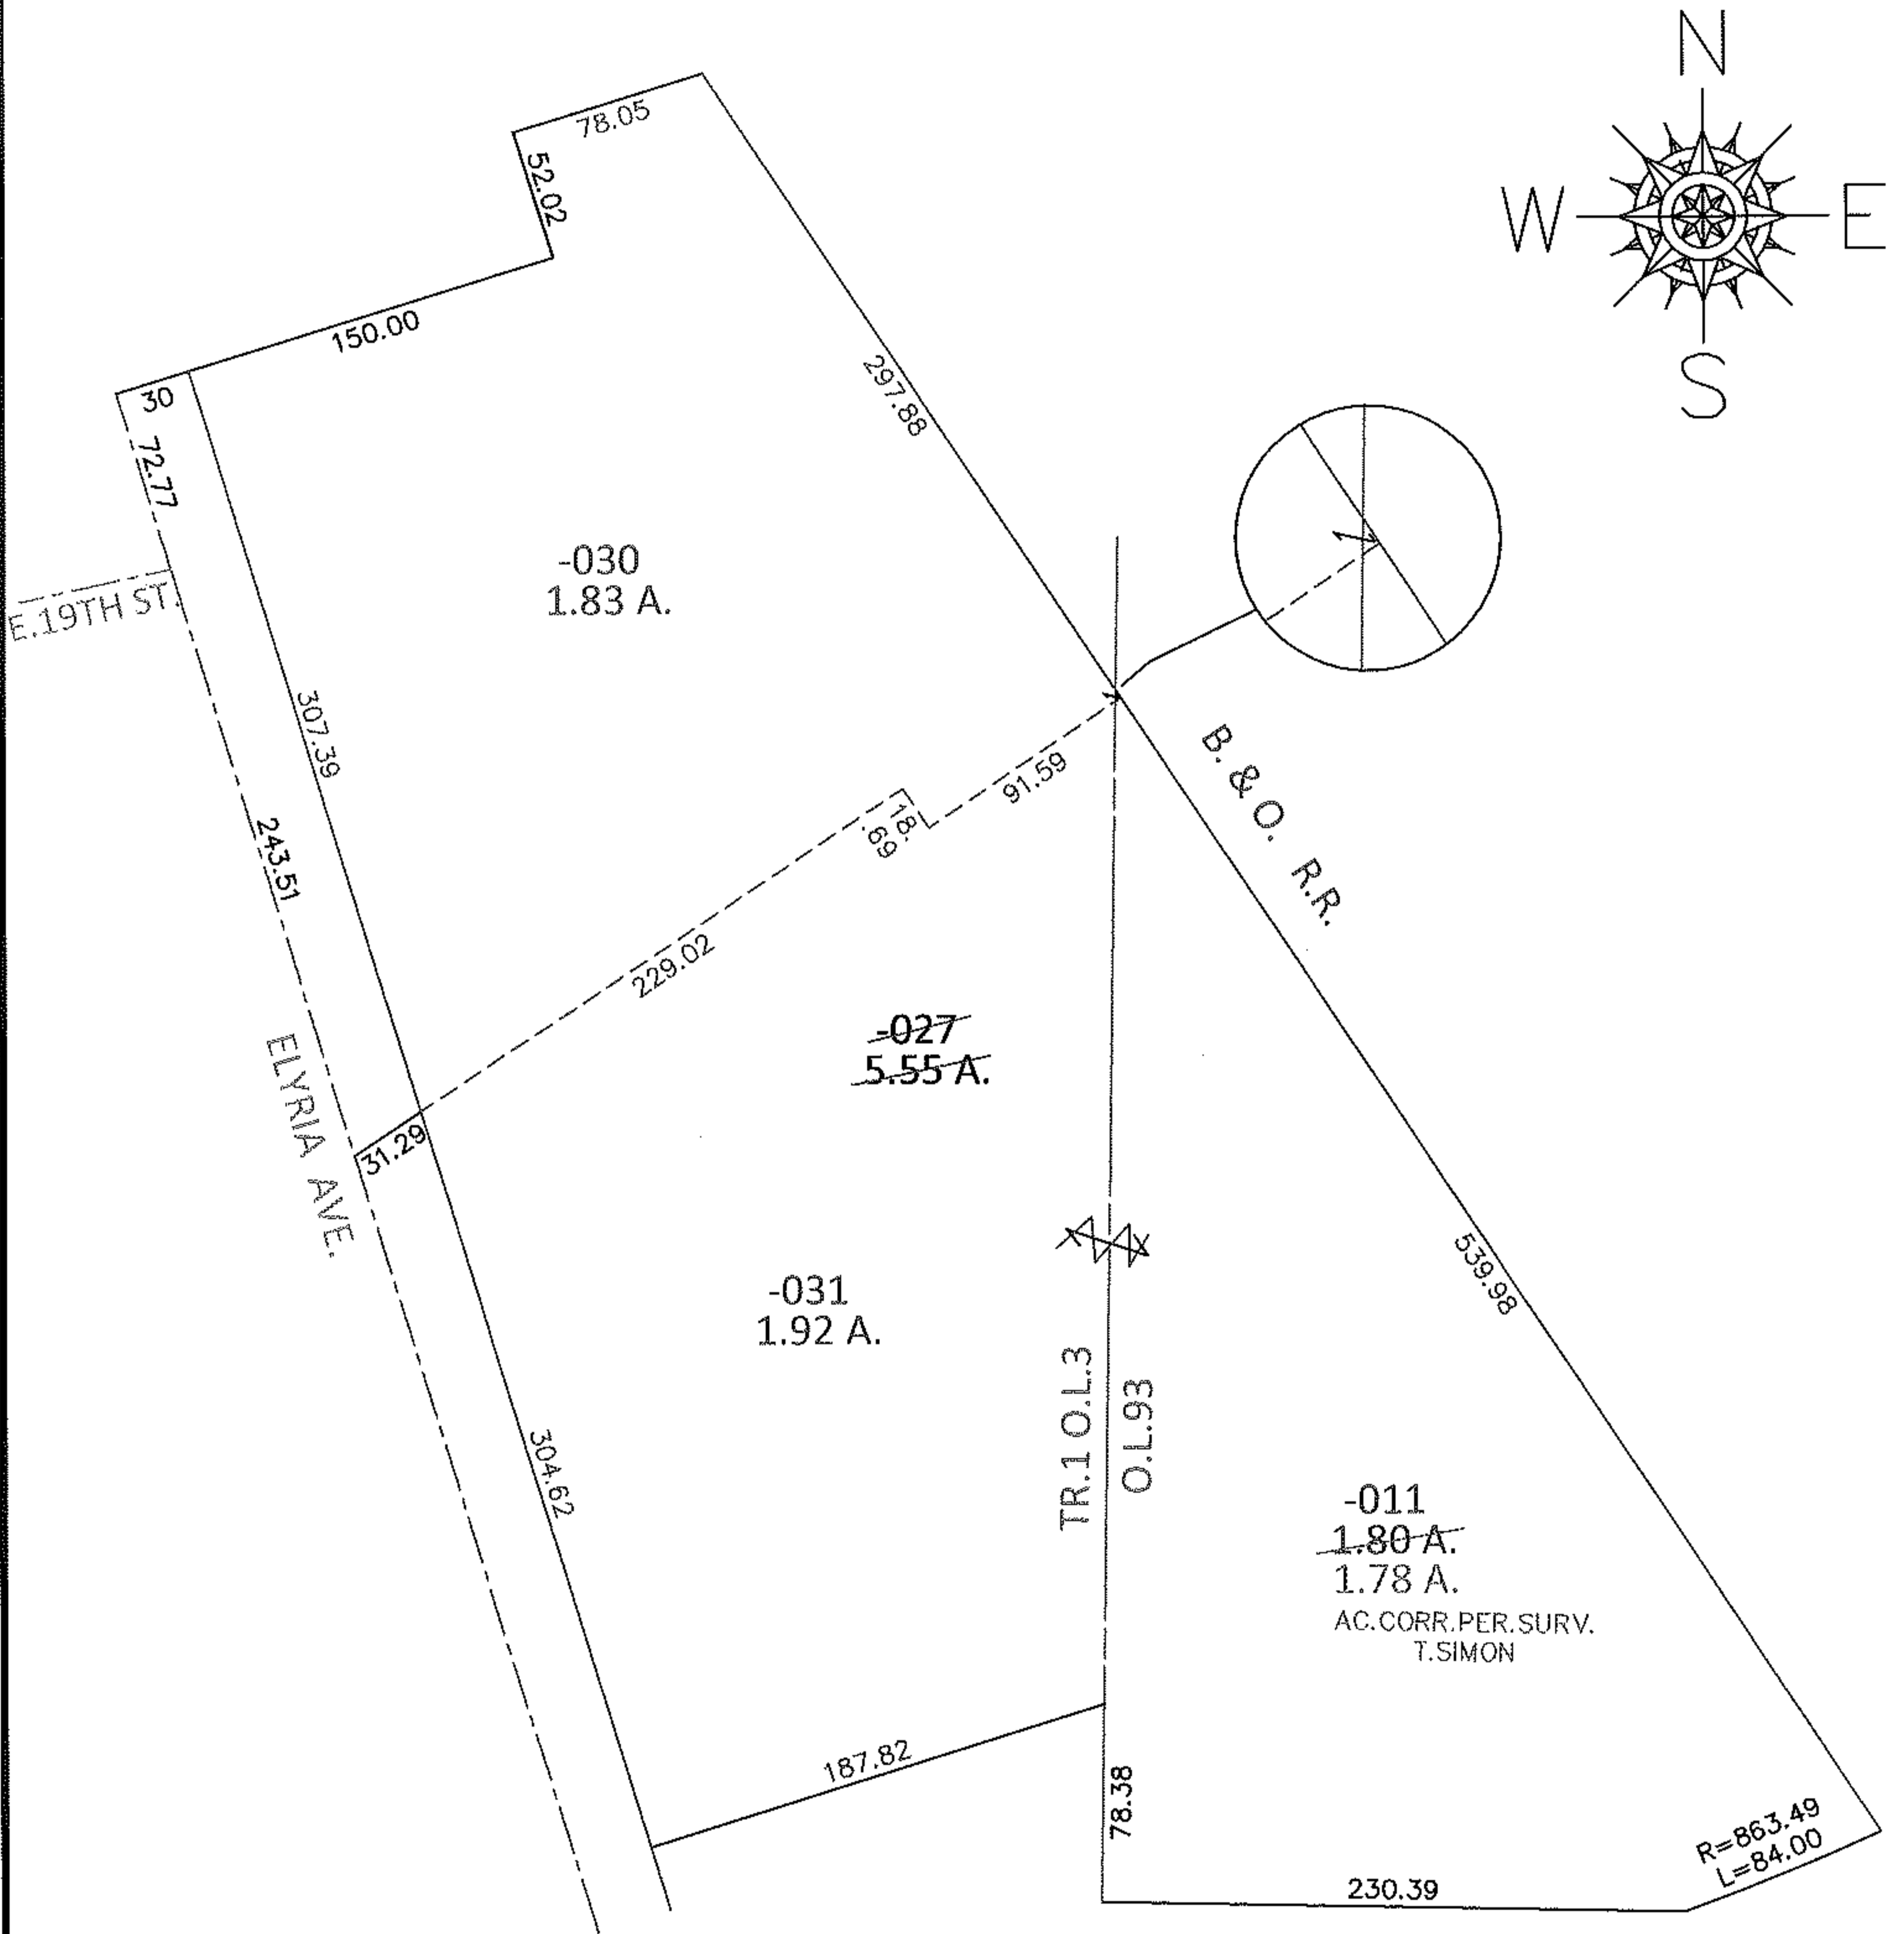 N
W
E
S
78.05
52.02
150.00
30
72.77
297.88
-030
1.83 A.
E.19TH ST.
307.39
243.51
91.59
18.
.69
229.02
B. & O. R.R.
-027
5.55 A.
ELYRIA AVE.
31.29
539.98
-031
1.92 A.
TR.1 O.L.3
O.L.93
304.62
-011
1.80 A.
1.78 A.
AC.CORR.PER.SURV.
T.SIMON
187.82
78.38
R=863.49
L=84.00
230.39